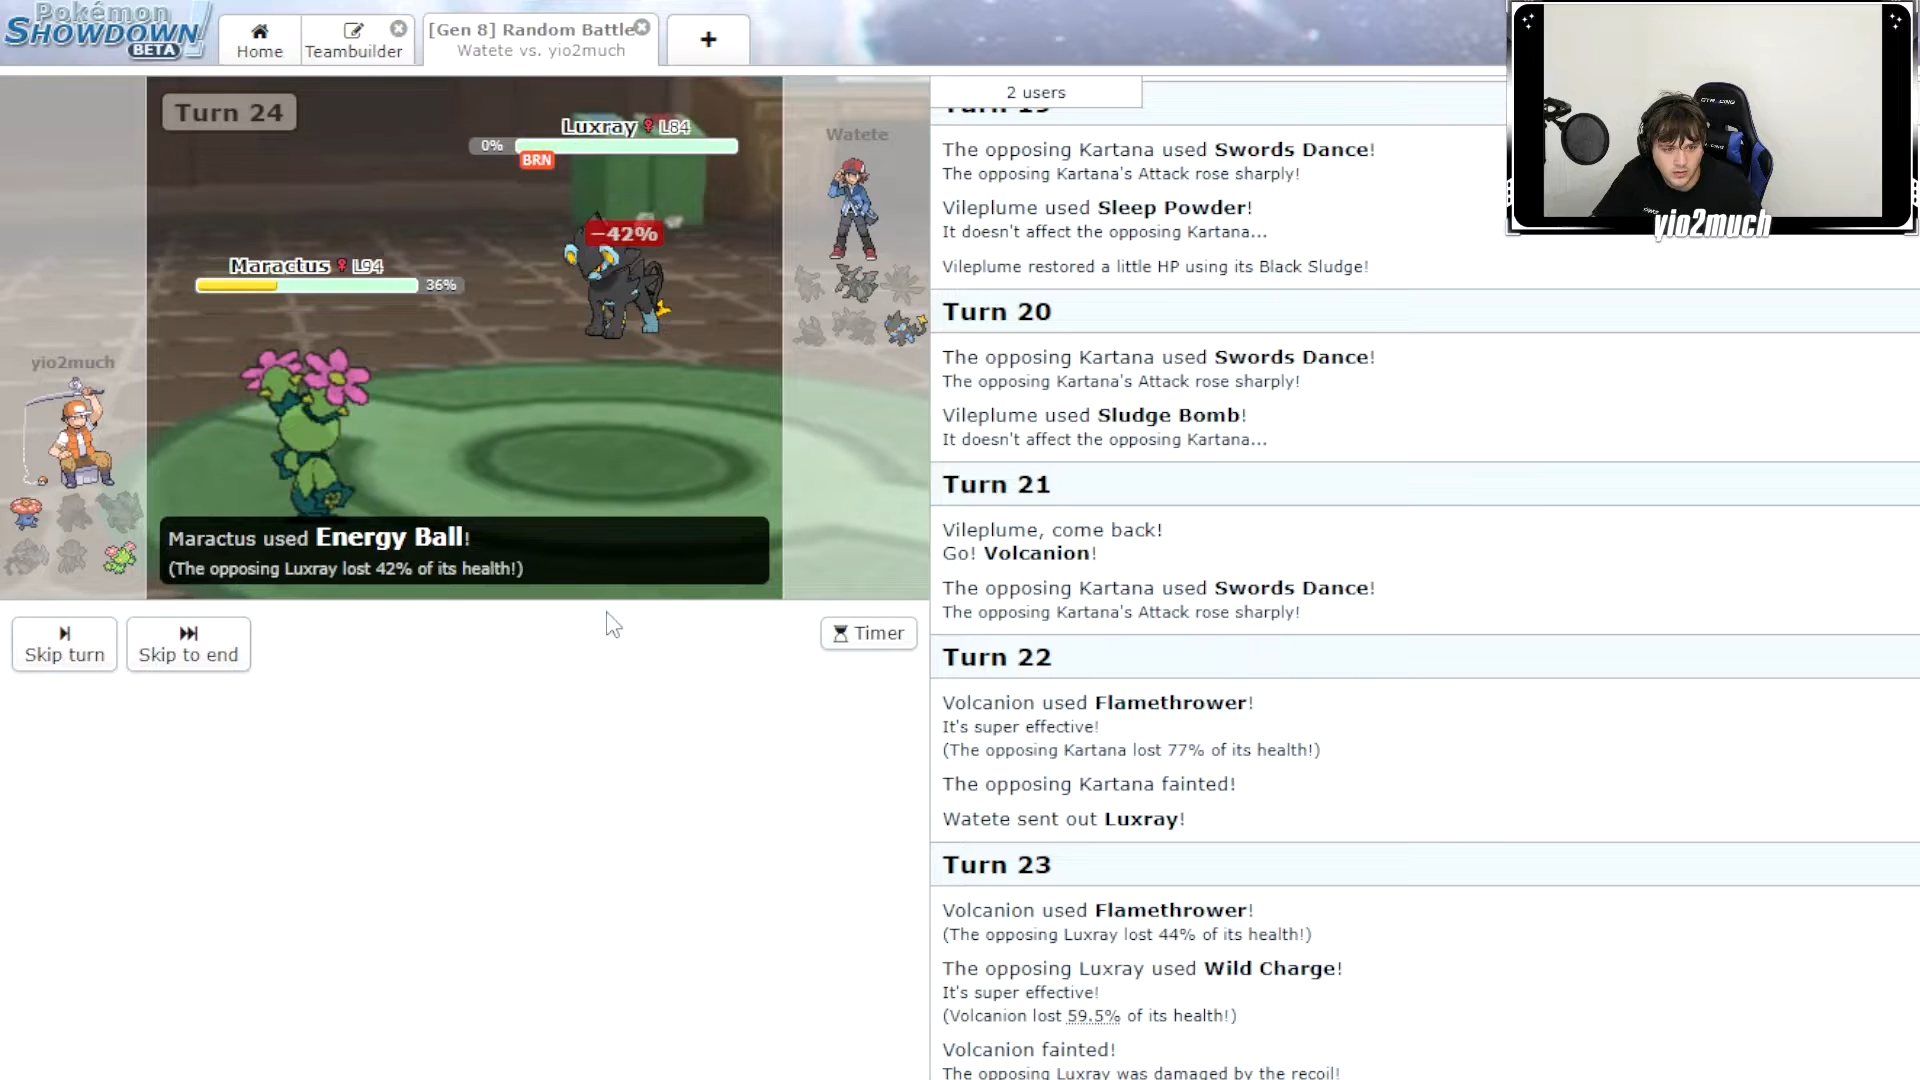 Pokémon
SHOWDOWN
BETA
Home
Teambuilder
[Gen 8] Random Battle
Watete vs. yio2much
+
2 users
Turn 24
Luxray L84
0%
BRN
−42%
Maractus L94
36%
Watete
yio2much
Maractus used Energy Ball!
(The opposing Luxray lost 42% of its health!)
Skip turn
Skip to end
Timer
Turn 19
The opposing Kartana used Swords Dance!
The opposing Kartana's Attack rose sharply!
Vileplume used Sleep Powder!
It doesn't affect the opposing Kartana...
Vileplume restored a little HP using its Black Sludge!
Turn 20
The opposing Kartana used Swords Dance!
The opposing Kartana's Attack rose sharply!
Vileplume used Sludge Bomb!
It doesn't affect the opposing Kartana...
Turn 21
Vileplume, come back!
Go! Volcanion!
The opposing Kartana used Swords Dance!
The opposing Kartana's Attack rose sharply!
Turn 22
Volcanion used Flamethrower!
It's super effective!
(The opposing Kartana lost 77% of its health!)
The opposing Kartana fainted!
Watete sent out Luxray!
Turn 23
Volcanion used Flamethrower!
(The opposing Luxray lost 44% of its health!)
The opposing Luxray used Wild Charge!
It's super effective!
(Volcanion lost 59.5% of its health!)
Volcanion fainted!
The opposing Luxray was damaged by the recoil!
yio2much